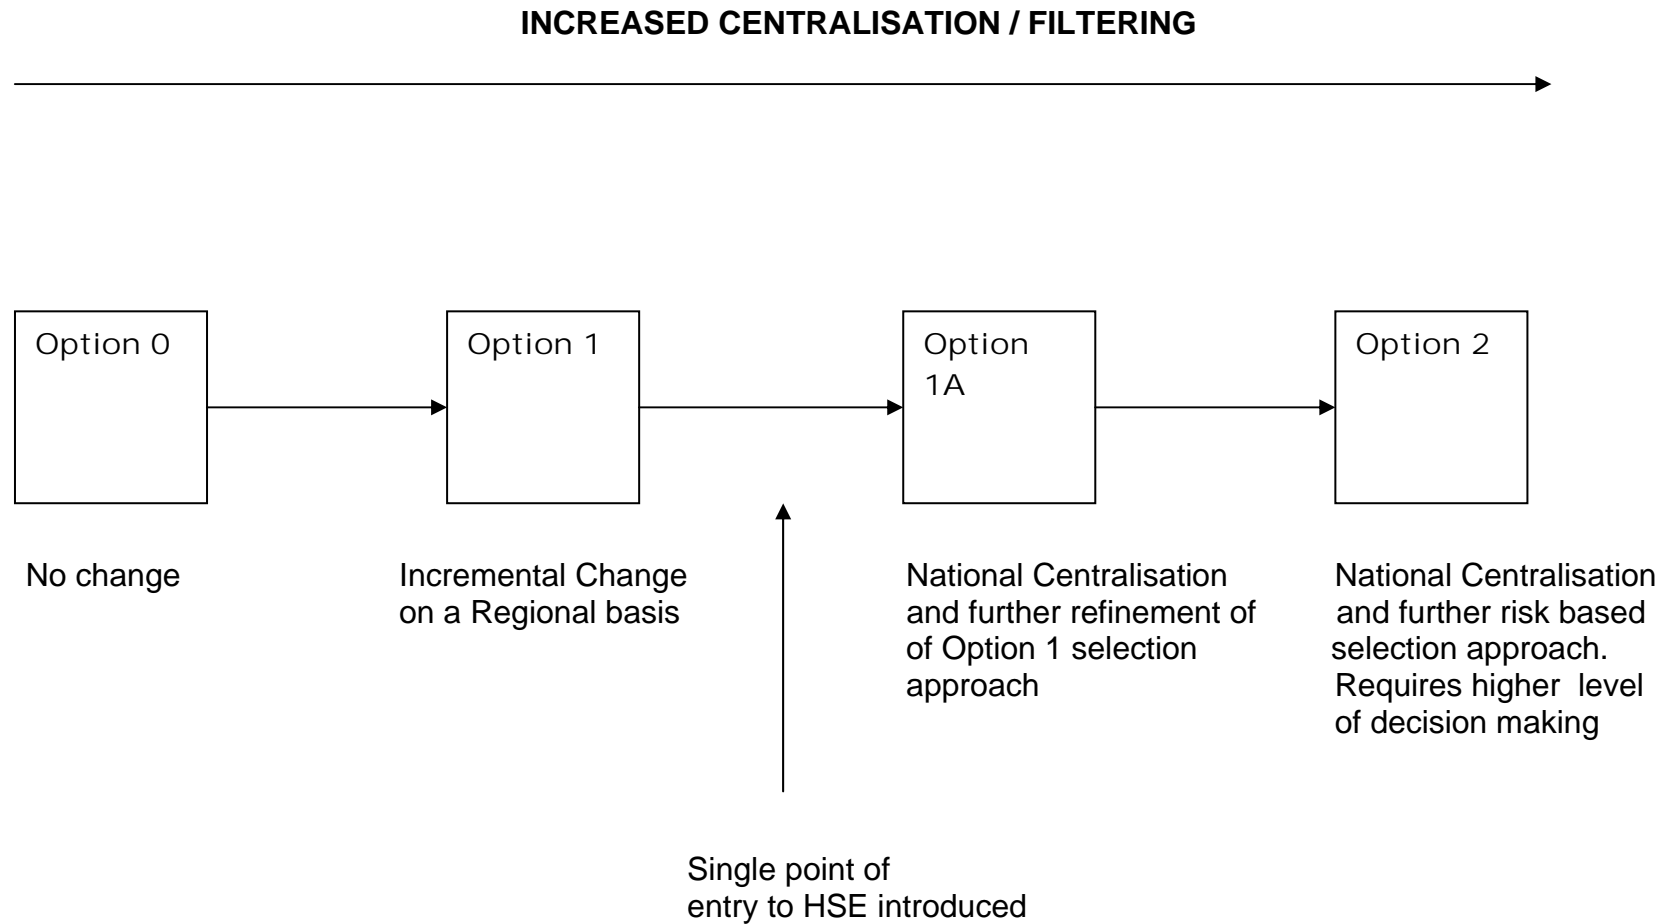 INCREASED CENTRALISATION / FILTERING
Option 0
Option 1
Option
1A
Option 2
No change
Incremental Change
on a Regional basis
National Centralisation
and further refinement of
of Option 1 selection
approach
National Centralisation
and further risk based
selection approach.
Requires higher level
of decision making
Single point of
entry to HSE introduced